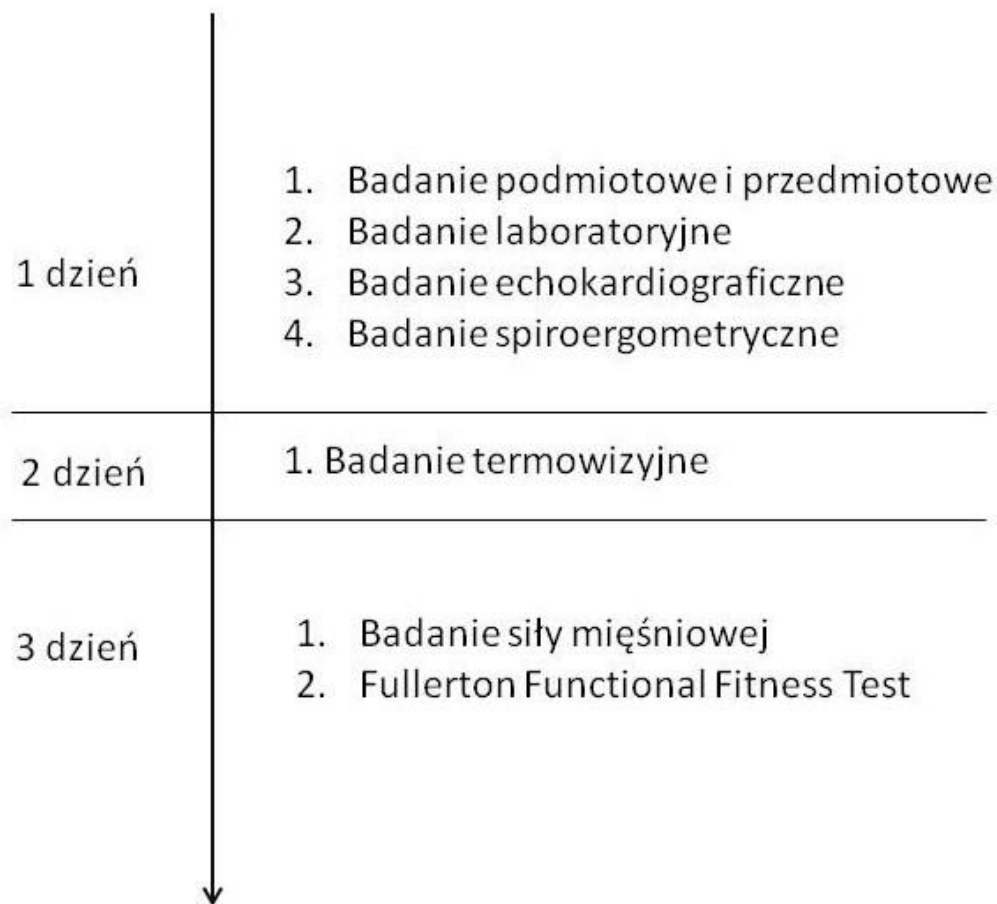 1. Badanie podmiotowe i przedmiotowe
2. Badanie laboratoryjne
1 dzień
3. Badanie echokardiograficzne
4. Badanie spiroergometryczne
2 dzień
1. Badanie termowizyjne
3 dzień
1. Badanie siły mięśniowej
2. Fullerton Functional Fitness Test